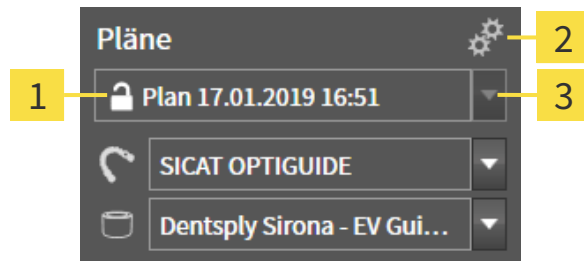 Pläne
2
1
Plan 17.01.2019 16:51
3
SICAT OPTIGUIDE
Dentsply Sirona - EV Gui...